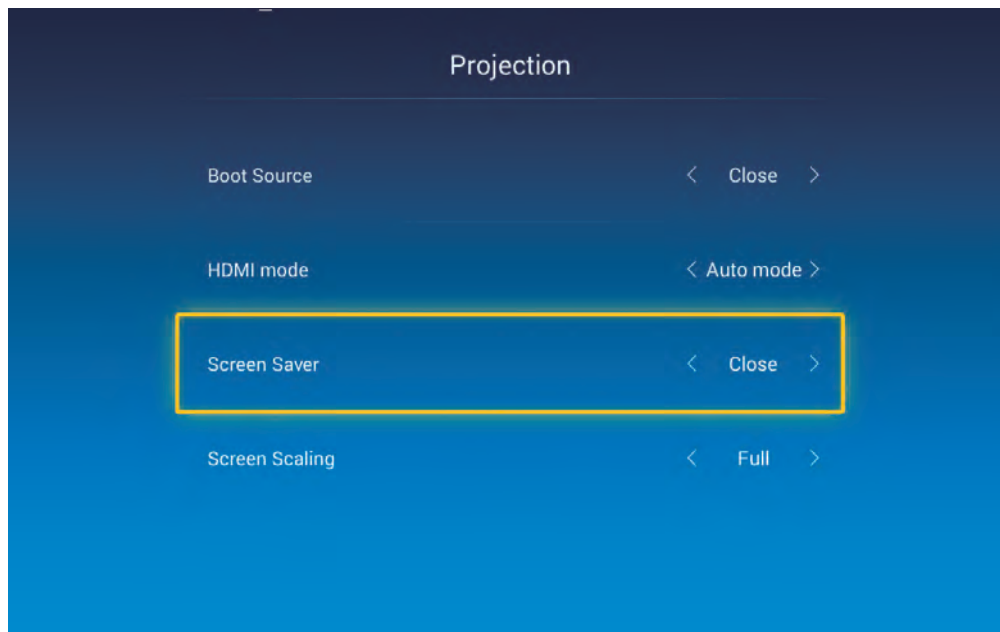 Projection
Boot Source < Close >
HDMI mode < Auto mode >
Screen Saver < Close >
Screen Scaling < Full >